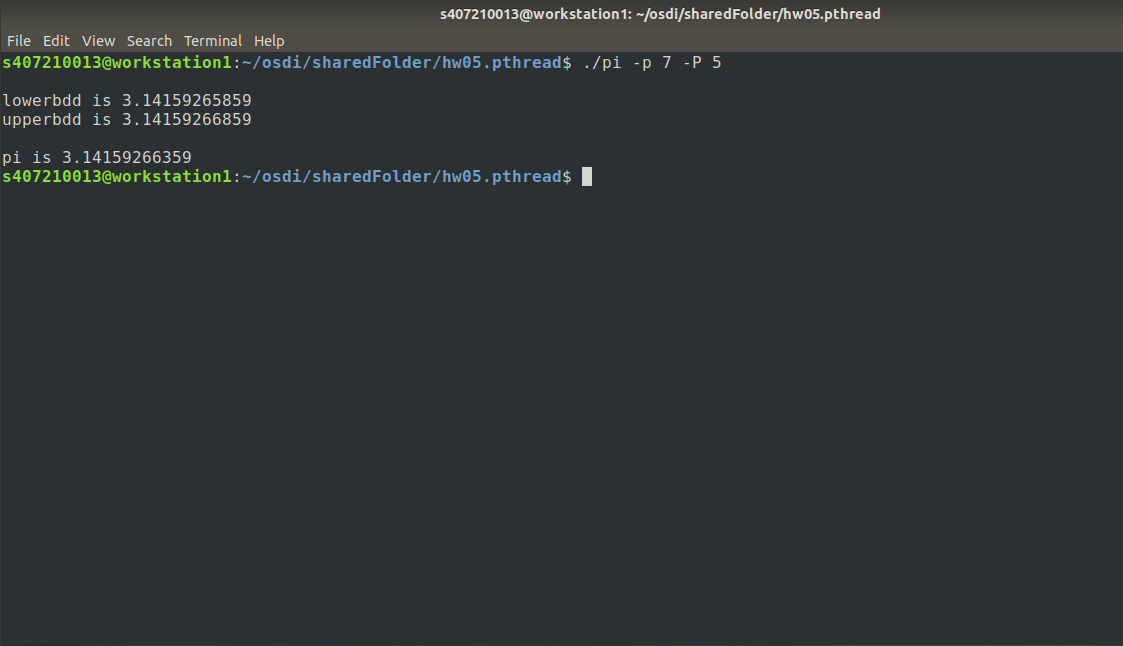 s407210013@workstation1: ~/osdi/sharedFolder/hw05.pthread
File Edit View Search Terminal Help
s407210013@workstation1:~/osdi/sharedFolder/hw05.pthread$ ./pi -p 7 -P 5
lowerbdd is 3.14159265859
upperbdd is 3.14159266859
pi is 3.14159266359
s407210013@workstation1:~/osdi/sharedFolder/hw05.pthread$